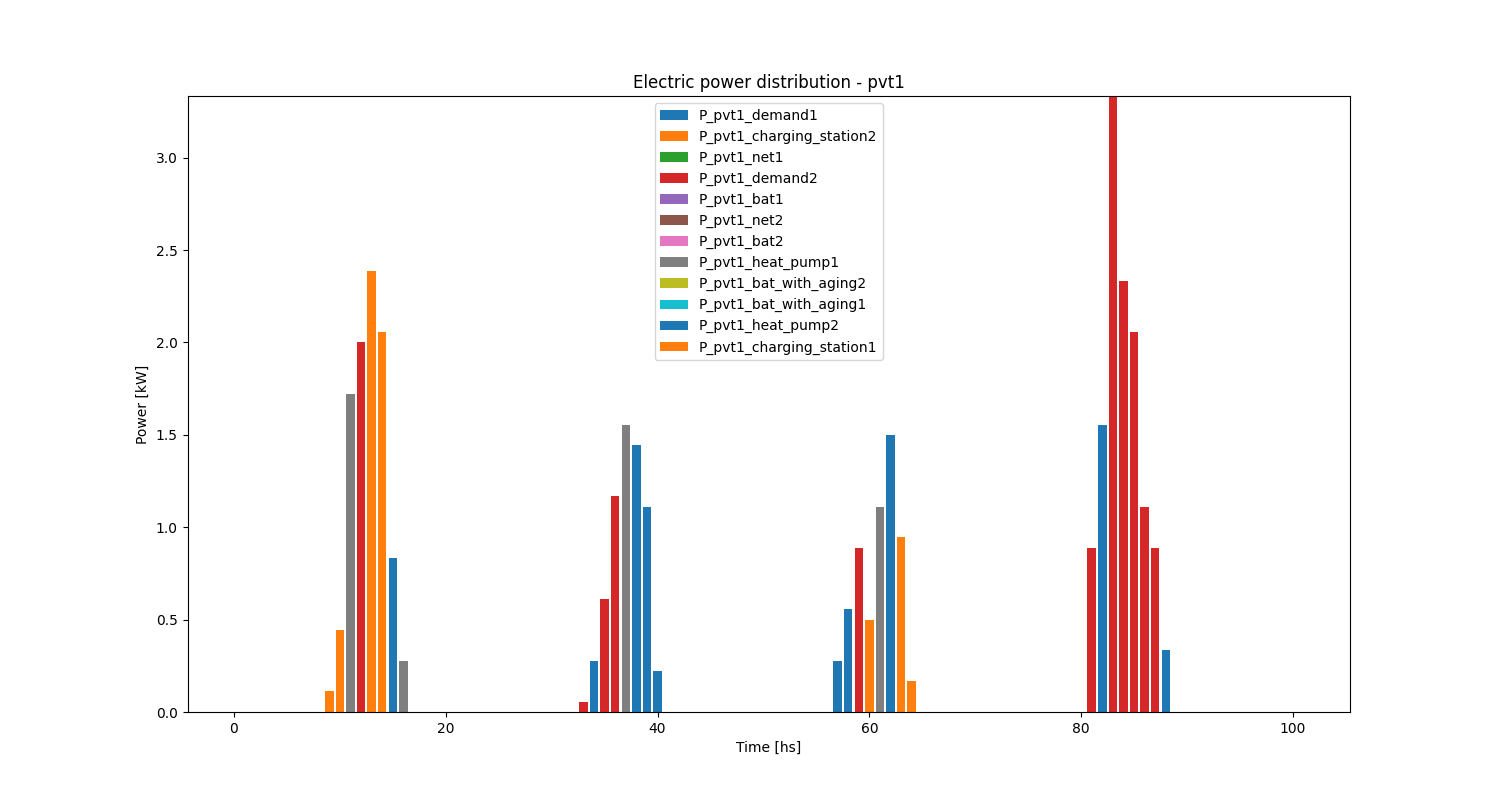 Electric power distribution - pvt1
P_pvt1_demand1
P_pvt1_charging_station2
P_pvt1_net1
P_pvt1_demand2
P_pvt1_bat1
P_pvt1_net2
P_pvt1_bat2
P_pvt1_heat_pump1
P_pvt1_bat_with_aging2
P_pvt1_bat_with_aging1
P_pvt1_heat_pump2
P_pvt1_charging_station1
Power [kW]
3.0
2.5
2.0
1.5
1.0
0.5
0.0
0 20 40 60 80 100
Time [hs]